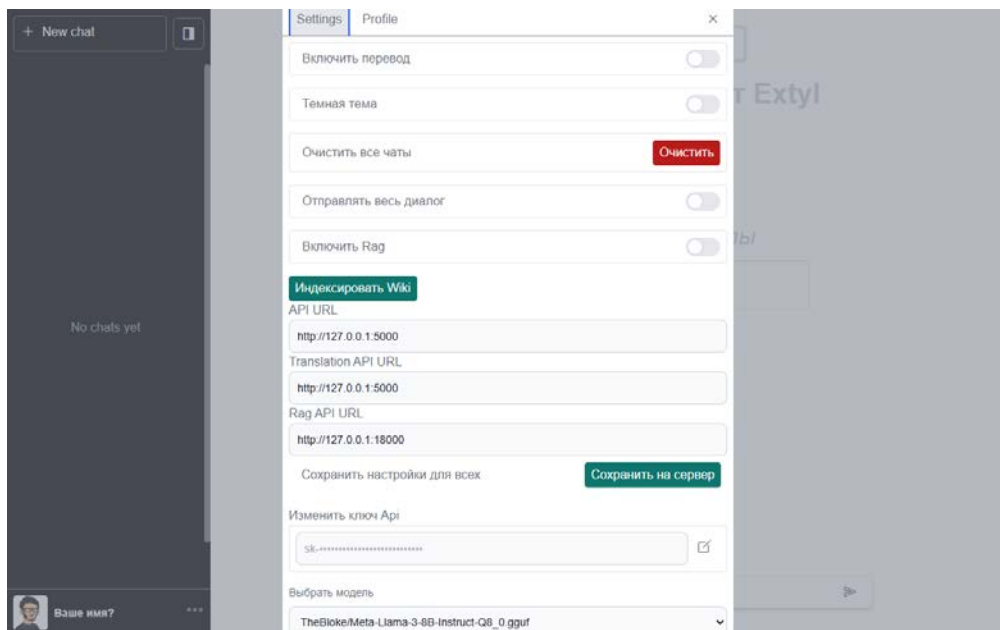 + New chat
Settings Profile ×
Включить перевод
т Extyl
Темная тема
Очистить все чаты Очистить
Отправлять весь диалог
Включить Rag
Индексировать Wiki
API URL
http://127.0.0.1:5000
No chats yet
Translation API URL
http://127.0.0.1:5000
Rag API URL
http://127.0.0.1:18000
Сохранить настройки для всех Сохранить на сервер
Изменить ключ Api
sk-••••••••••••••••••••••••••••
Выбрать модель
Ваше имя? •••
TheBloke/Meta-Llama-3-8B-Instruct-Q8_0.gguf